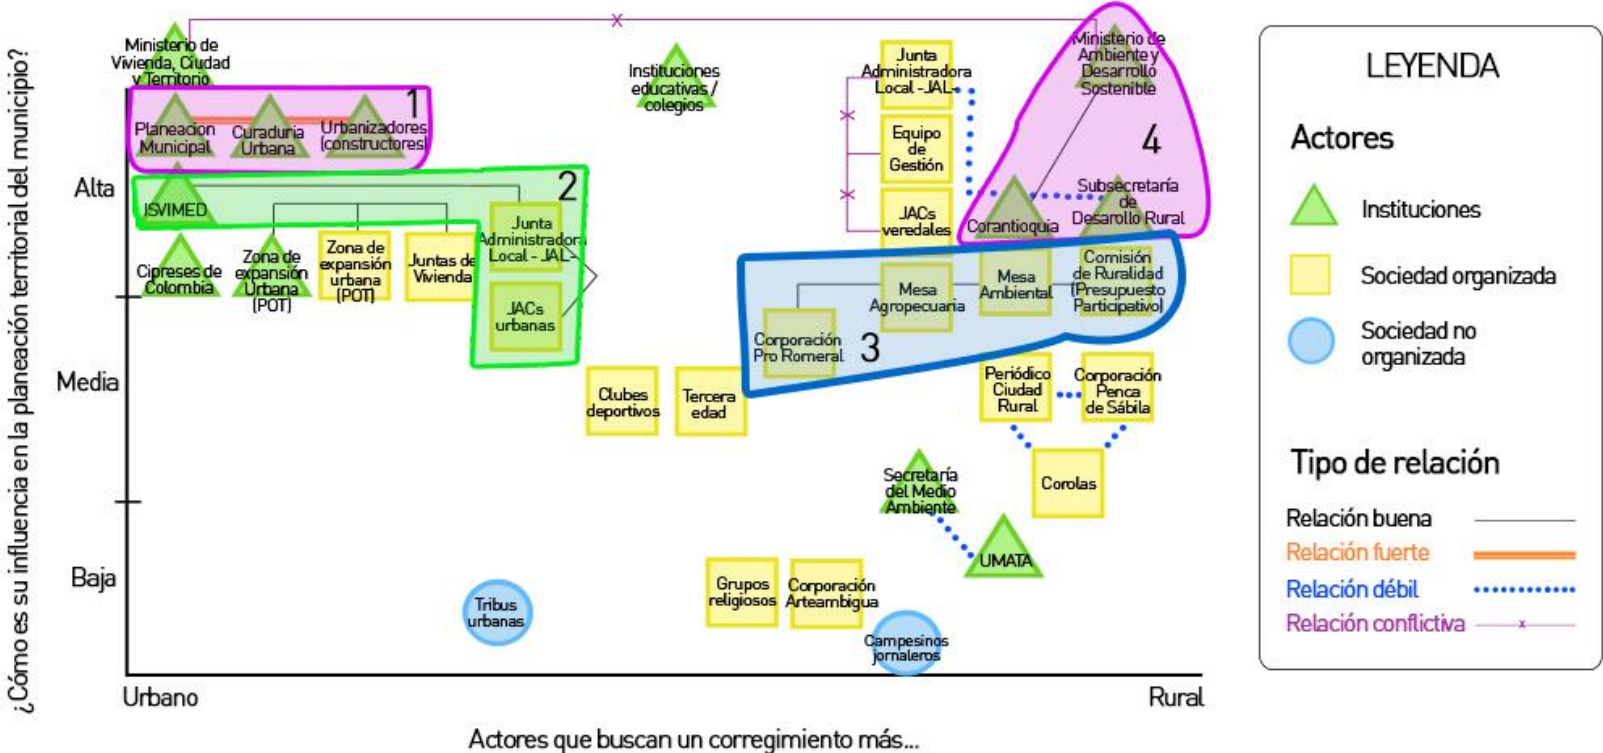 ¿Cómo es su influencia en la planeación territorial del municipio?
Alta
Media
Baja
Ministerio de
Vivienda, Ciudad
y Territorio
1
Planeacion
Municipal
Curaduria
Urbana
Urbanizadores
(constructores)
2
ISVIMED
Cipreses de
Colombia
Zona de
expansión
Urbana
(POT)
Zona de
expansión
urbana
(POT)
Juntas de
Vivienda
Junta
Administradora
Local - JAL-
JACs
urbanas
Instituciones
educativas /
colegios
Junta
Administradora
Local -JAL-
Equipo
de
Gestión
JACs
veredales
Ministerio de
Ambiente y
Desarrollo
Sostenible
4
Corantioquia
Subsecretaría
de
Desarollo Rural
Corporación
Pro Romeral
3
Mesa
Agropecuaria
Mesa
Ambiental
Comisión
de Ruralidad
(Presupuesto
Participativo)
Clubes
deportivos
Tercera
edad
Periódico
Ciudad
Rural
Corporación
Penca
de Sábila
Corolas
Secretaría
del Medio
Ambiente
UMATA
Grupos
religiosos
Corporación
Arteambigua
Tribus
urbanas
Campesinos
jornaleros
Urbano
Rural
Actores que buscan un corregimiento más...
LEYENDA
Actores
Instituciones
Sociedad organizada
Sociedad no
organizada
Tipo de relación
Relación buena
Relación fuerte
Relación débil
Relación conflictiva